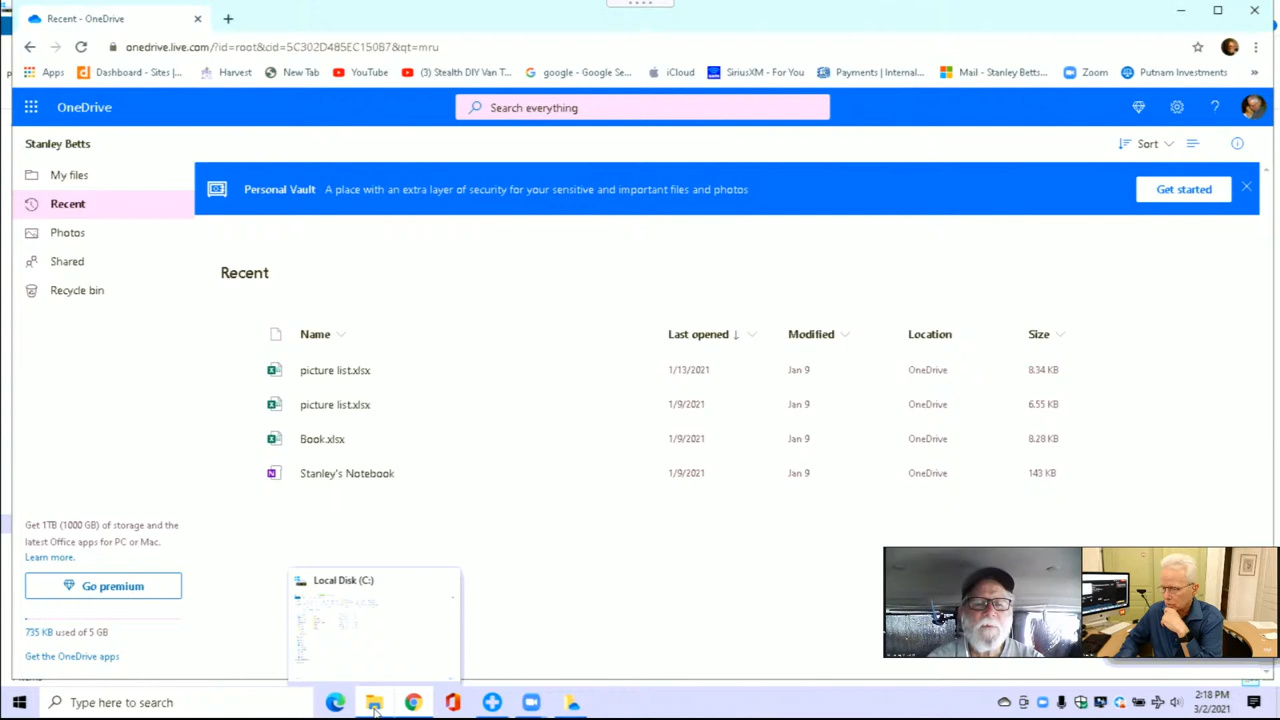 Recent - OneDrive
onedrive.live.com/?id=root&cid=5C302D485EC150B7&qt=mru
Apps Dashboard - Sites |... Harvest New Tab YouTube (3) Stealth DIY Van T... google - Google Se... iCloud SiriusXM - For You Payments | Internal... Mail - Stanley Betts... Zoom Putnam Investments »
OneDrive Search everything ?
Stanley Betts Sort
My files
Recent
Photos
Shared
Recycle bin
Personal Vault A place with an extra layer of security for your sensitive and important files and photos Get started
Recent
Name Last opened ↓ Modified Location Size
picture list.xlsx 1/13/2021 Jan 9 OneDrive 8.34 KB
picture list.xlsx 1/9/2021 Jan 9 OneDrive 6.55 KB
Book.xlsx 1/9/2021 Jan 9 OneDrive 8.28 KB
Stanley's Notebook 1/9/2021 Jan 9 OneDrive 143 KB
Get 1TB (1000 GB) of storage and the
latest Office apps for PC or Mac.
Learn more.
Go premium
735 KB used of 5 GB
Get the OneDrive apps
Local Disk (C:)
Type here to search
2:18 PM
3/2/2021